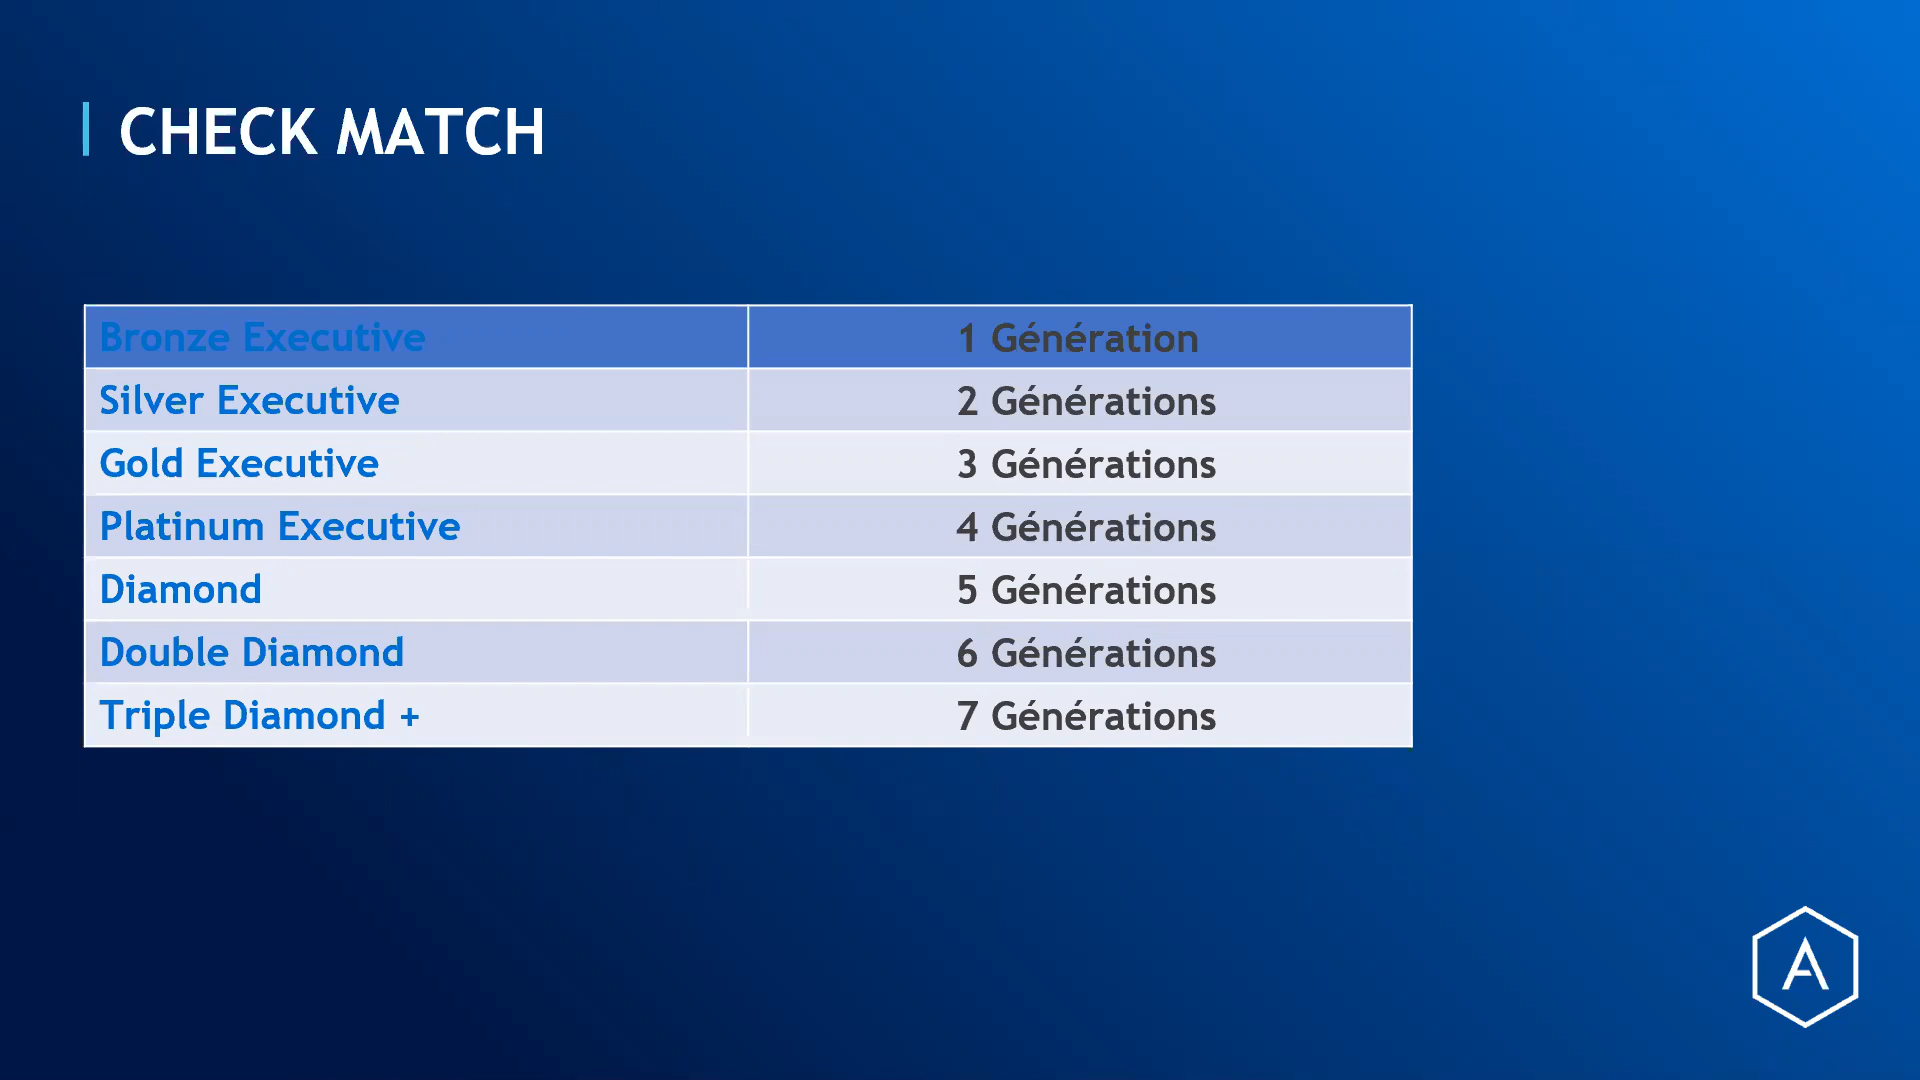 CHECK MATCH
Bronze Executive 1 Génération
Silver Executive 2 Générations
Gold Executive 3 Générations
Platinum Executive 4 Générations
Diamond 5 Générations
Double Diamond 6 Générations
Triple Diamond + 7 Générations
A